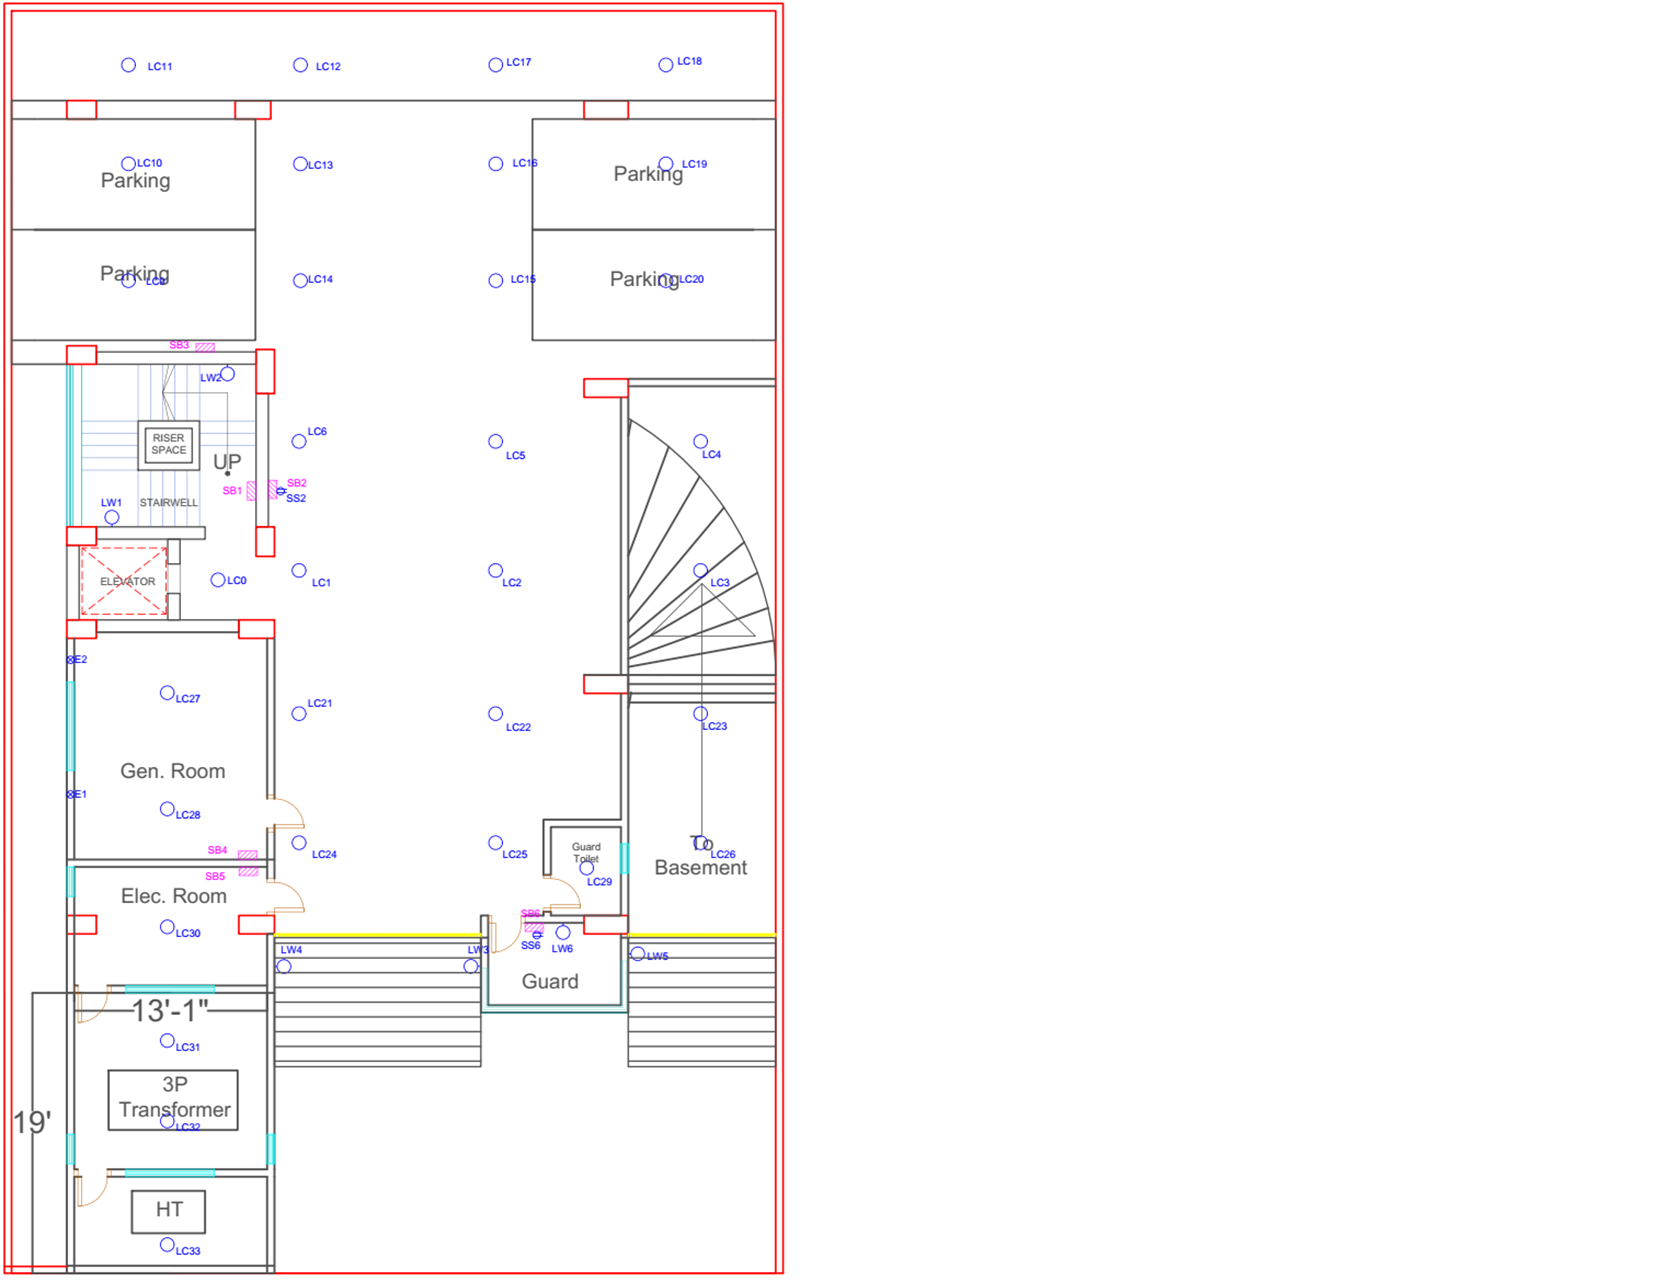 LC11
LC12
LC17
LC18
LC10
Parking
LC13
LC16
LC19
Parking
Parking
LC9
LC14
LC15
Parking
LC20
SB3
LW2
LC6
RISER
SPACE
UP
LC5
LC4
SB1
SB2
SS2
LW1
STAIRWELL
ELEVATOR
LC0
LC1
LC2
LC3
E2
LC27
LC21
LC22
LC23
Gen. Room
E1
LC28
SB4
LC24
LC25
Guard
Toilet
LC29
To
Basement
LC26
SB5
Elec. Room
LC30
SB6
SS6
LW6
LW4
LW3
LW5
Guard
13'-1"
LC31
3P
Transformer
LC32
19'
HT
LC33